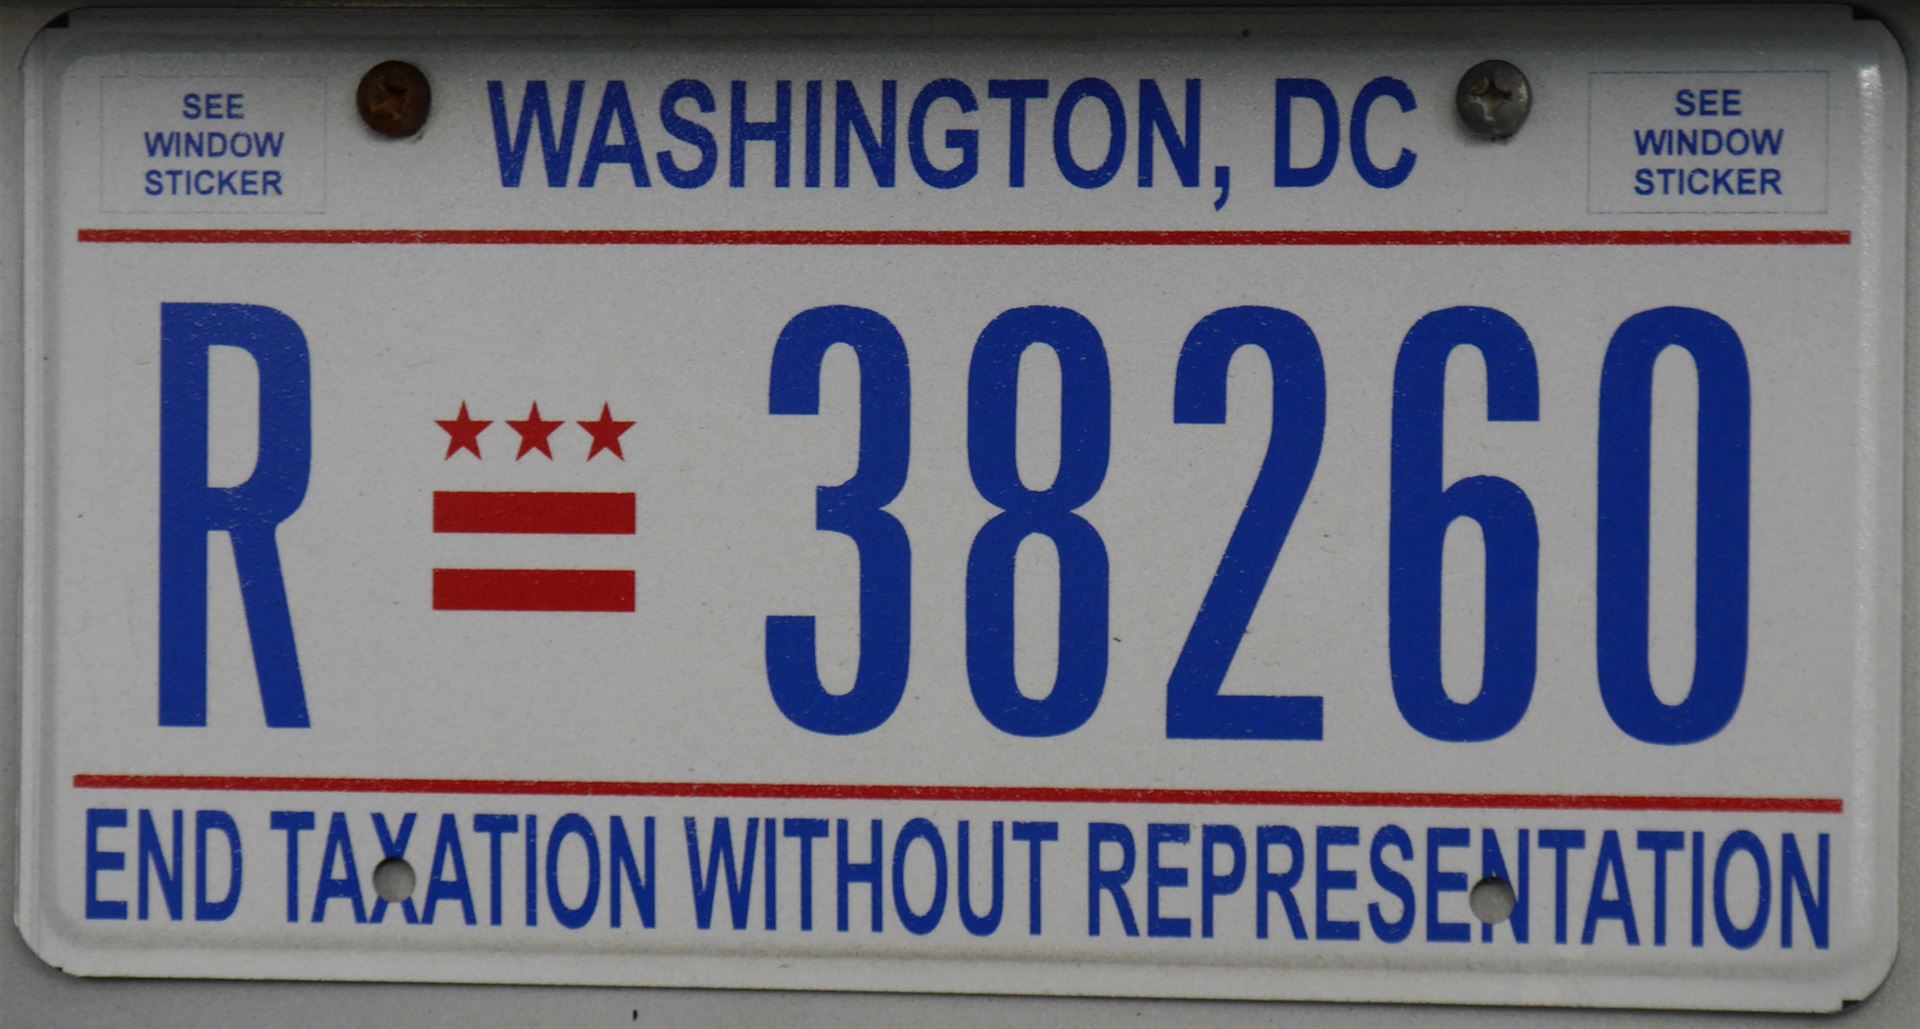 SEE
WINDOW
STICKER
WASHINGTON, DC
SEE
WINDOW
STICKER
R 38260
END TAXATION WITHOUT REPRESENTATION